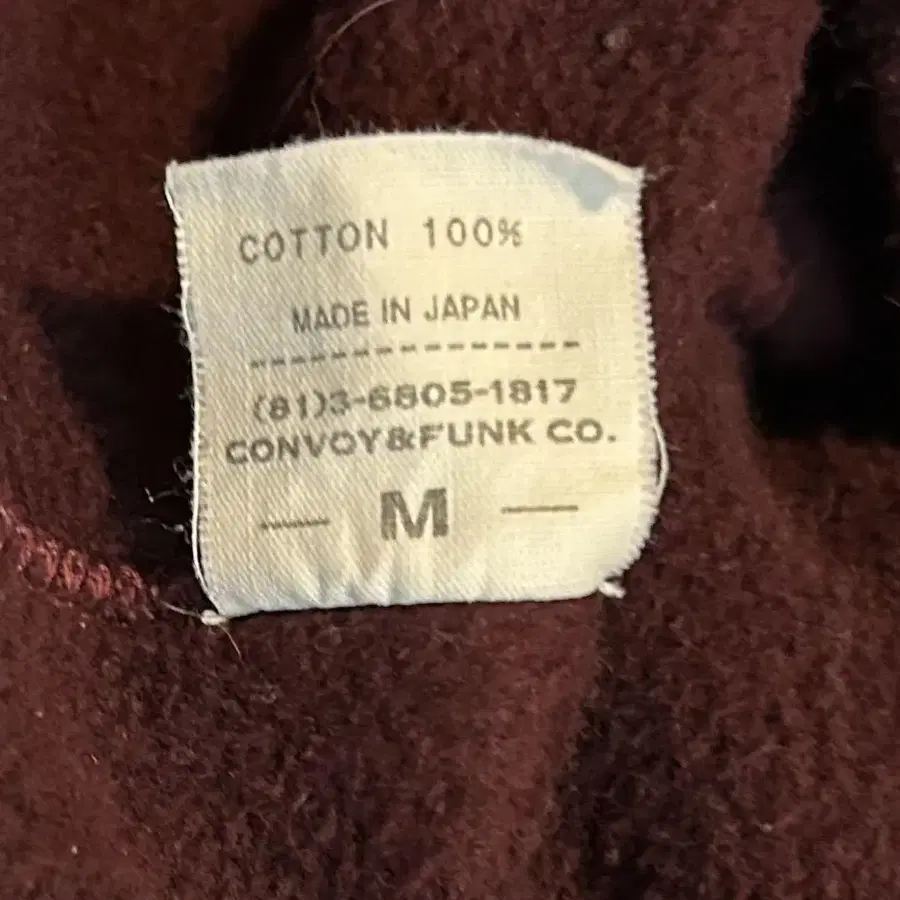 COTTON 100%
MADE IN JAPAN
---------------
(81)3-6805-1817
CONVOY&FUNK CO.
— M —